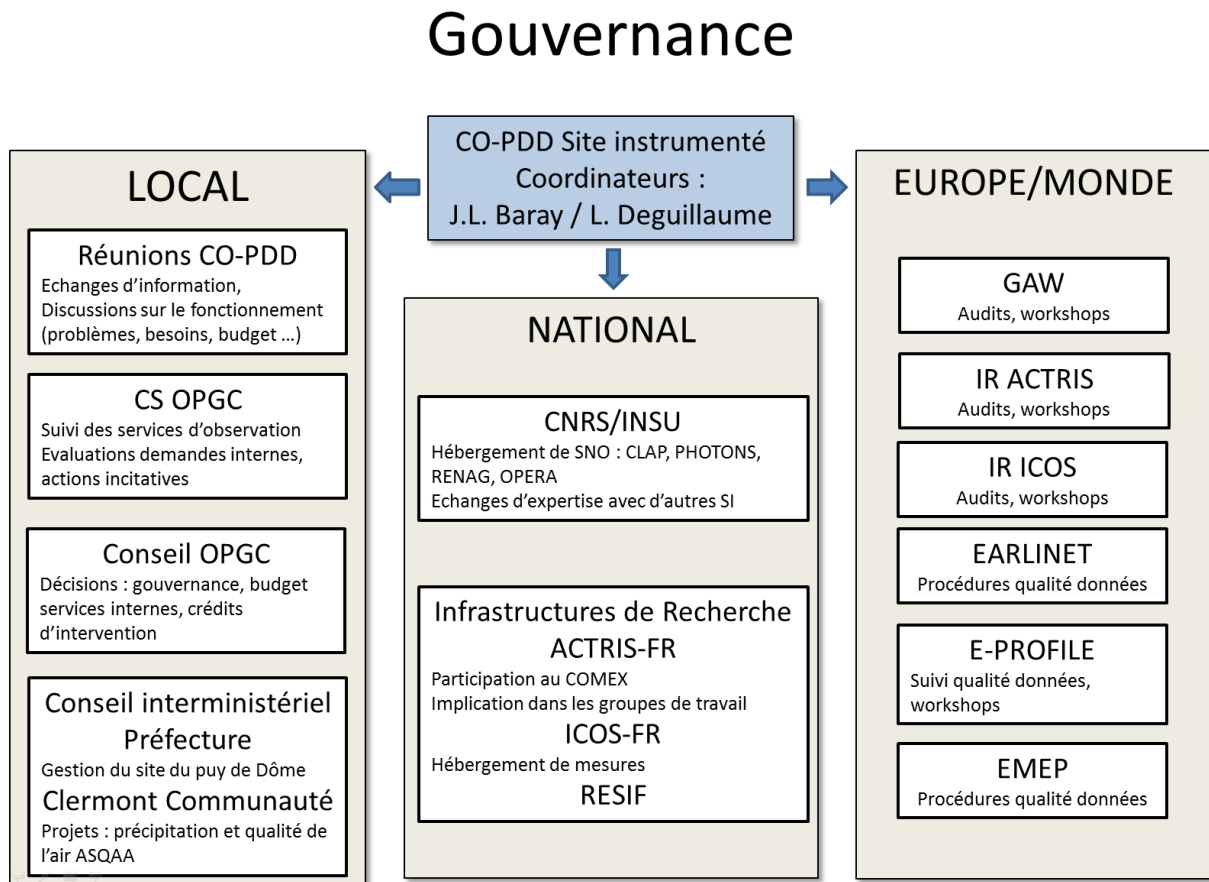 Gouvernance
CO-PDD Site instrumenté
Coordinateurs :
J.L. Baray / L. Deguillaume
LOCAL
Réunions CO-PDD
Echanges d’information,
Discussions sur le fonctionnement
(problèmes, besoins, budget ...)
CS OPGC
Suivi des services d’observation
Evaluations demandes internes,
actions incitatives
Conseil OPGC
Décisions : gouvernance, budget
services internes, crédits
d’intervention
Conseil interministériel
Préfecture
Gestion du site du puy de Dôme
Clermont Communauté
Projets : précipitation et qualité de
l’air ASQAA
NATIONAL
CNRS/INSU
Hébergement de SNO : CLAP, PHOTONS,
RENAG, OPERA
Echanges d’expertise avec d’autres SI
Infrastructures de Recherche
ACTRIS-FR
Participation au COMEX
Implication dans les groupes de travail
ICOS-FR
Hébergement de mesures
RESIF
EUROPE/MONDE
GAW
Audits, workshops
IR ACTRIS
Audits, workshops
IR ICOS
Audits, workshops
EARLINET
Procédures qualité données
E-PROFILE
Suivi qualité données,
workshops
EMEP
Procédures qualité données